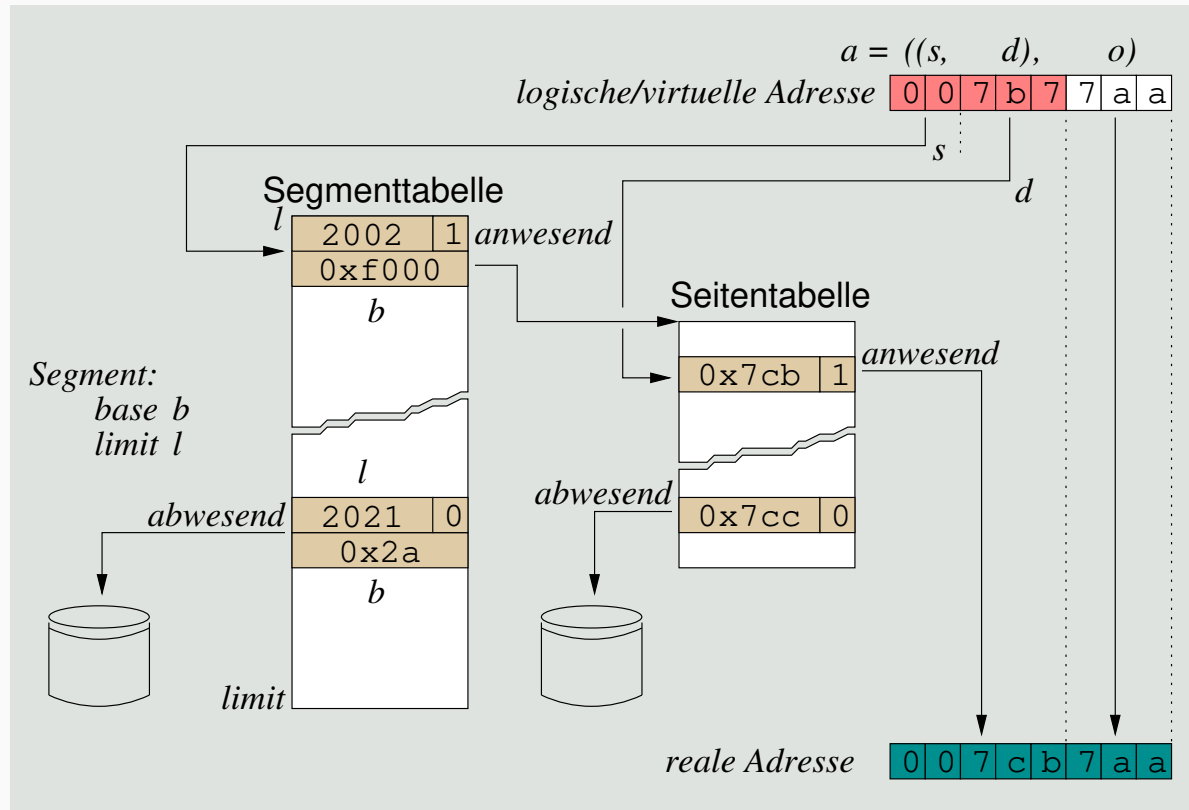 a = ((s, d), o)
logische/virtuelle Adresse 0 0 7 b 7 7 a a
s
d
Segmenttabelle
l
2002 1 anwesend
0xf000
b
Seitentabelle
anwesend
0x7cb 1
Segment:
base b
limit l
l
abwesend
2021 0
0x2a
b
abwesend
0x7cc 0
limit
reale Adresse 0 0 7 c b 7 a a